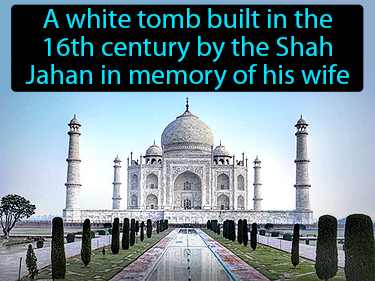 A white tomb built in the
16th century by the Shah
Jahan in memory of his wife